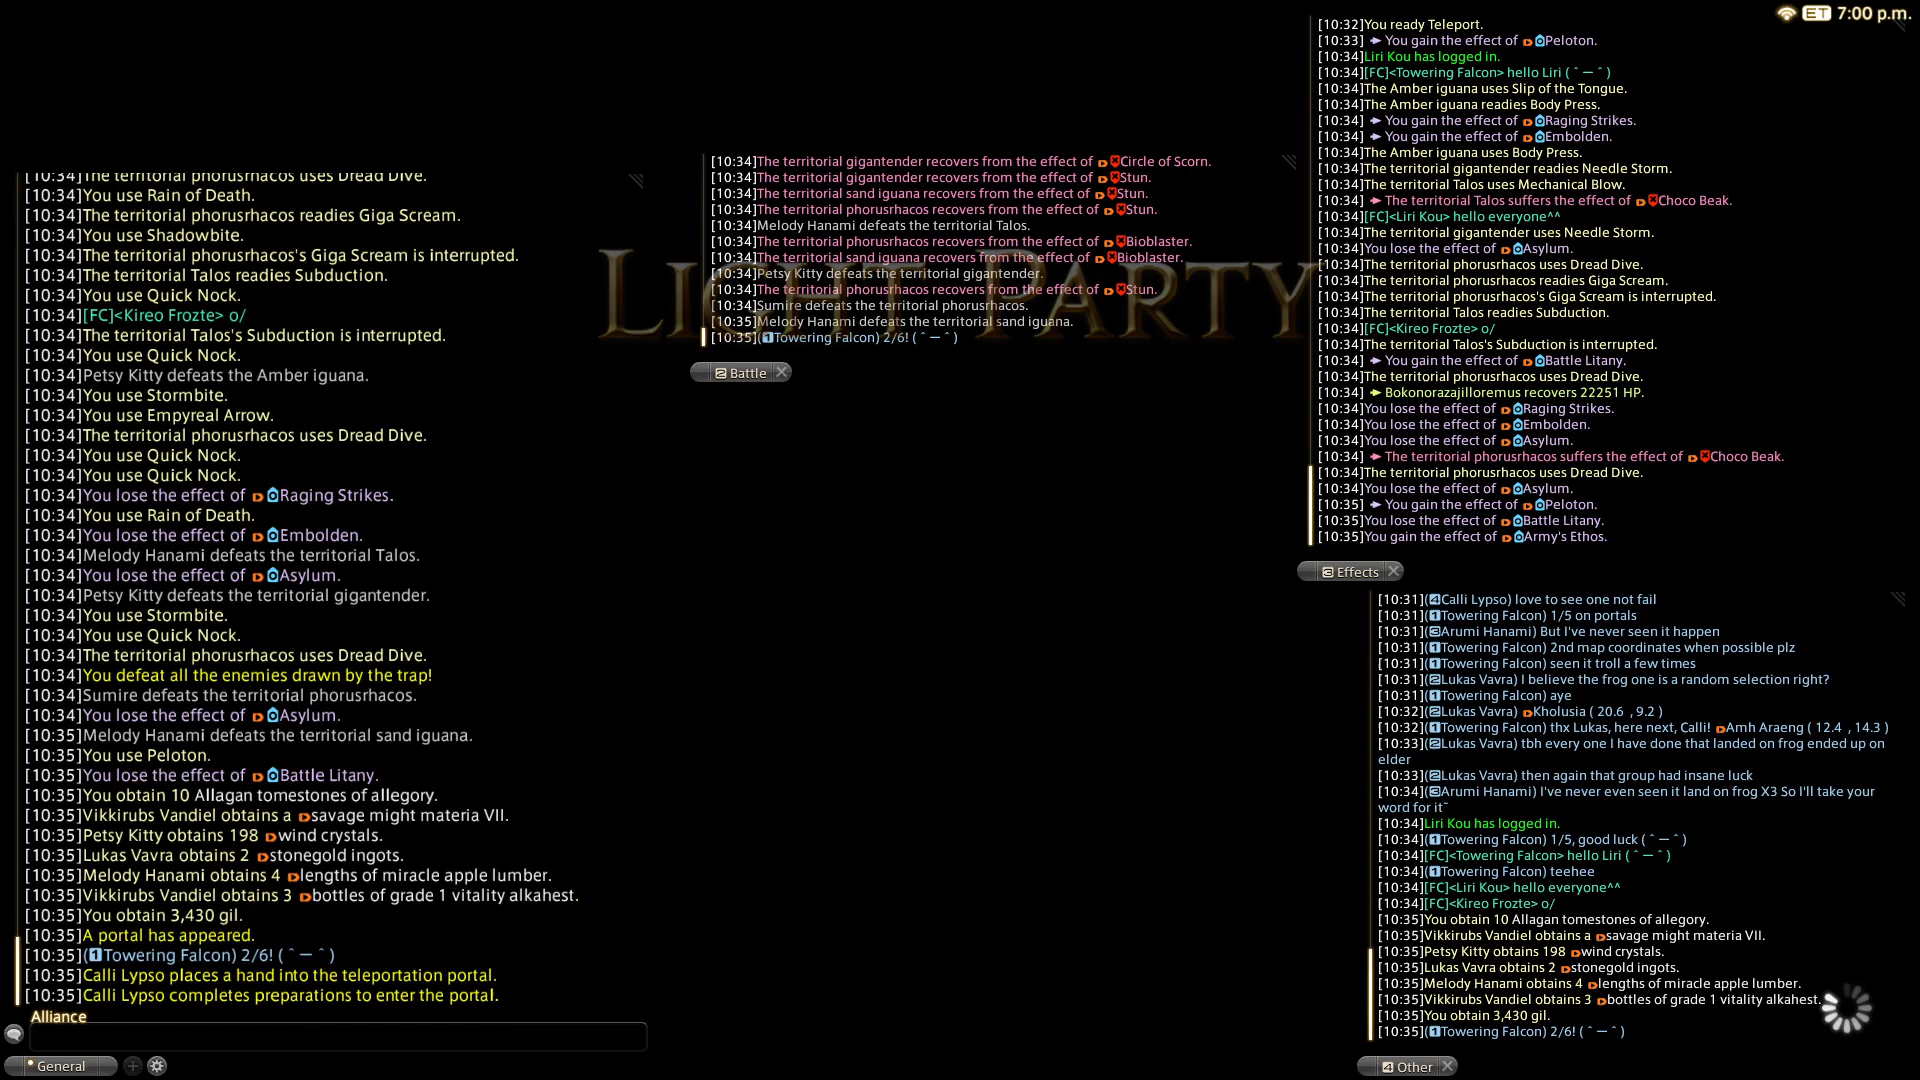 ET 7:00 p.m.
[10:34]The territorial phorusrhacos uses Dread Dive.
[10:34]You use Rain of Death.
[10:34]The territorial phorusrhacos readies Giga Scream.
[10:34]You use Shadowbite.
[10:34]The territorial phorusrhacos's Giga Scream is interrupted.
[10:34]The territorial Talos readies Subduction.
[10:34]You use Quick Nock.
[10:34][FC]<Kireo Frozte> o/
[10:34]The territorial Talos's Subduction is interrupted.
[10:34]You use Quick Nock.
[10:34]Petsy Kitty defeats the Amber iguana.
[10:34]You use Stormbite.
[10:34]You use Empyreal Arrow.
[10:34]The territorial phorusrhacos uses Dread Dive.
[10:34]You use Quick Nock.
[10:34]You use Quick Nock.
[10:34]You lose the effect of Raging Strikes.
[10:34]You use Rain of Death.
[10:34]You lose the effect of Embolden.
[10:34]Melody Hanami defeats the territorial Talos.
[10:34]You lose the effect of Asylum.
[10:34]Petsy Kitty defeats the territorial gigantender.
[10:34]You use Stormbite.
[10:34]You use Quick Nock.
[10:34]The territorial phorusrhacos uses Dread Dive.
[10:34]You defeat all the enemies drawn by the trap!
[10:34]Sumire defeats the territorial phorusrhacos.
[10:34]You lose the effect of Asylum.
[10:35]Melody Hanami defeats the territorial sand iguana.
[10:35]You use Peloton.
[10:35]You lose the effect of Battle Litany.
[10:35]You obtain 10 Allagan tomestones of allegory.
[10:35]Vikkirubs Vandiel obtains a savage might materia VII.
[10:35]Petsy Kitty obtains 198 wind crystals.
[10:35]Lukas Vavra obtains 2 stonegold ingots.
[10:35]Melody Hanami obtains 4 lengths of miracle apple lumber.
[10:35]Vikkirubs Vandiel obtains 3 bottles of grade 1 vitality alkahest.
[10:35]You obtain 3,430 gil.
[10:35]A portal has appeared.
[10:35](1Towering Falcon) 2/6! ( ˆ − ˆ )
[10:35]Calli Lypso places a hand into the teleportation portal.
[10:35]Calli Lypso completes preparations to enter the portal.
Alliance
General
LIGHT PARTY
[10:34]The territorial gigantender recovers from the effect of Circle of Scorn.
[10:34]The territorial gigantender recovers from the effect of Stun.
[10:34]The territorial sand iguana recovers from the effect of Stun.
[10:34]The territorial phorusrhacos recovers from the effect of Stun.
[10:34]Melody Hanami defeats the territorial Talos.
[10:34]The territorial phorusrhacos recovers from the effect of Bioblaster.
[10:34]The territorial sand iguana recovers from the effect of Bioblaster.
[10:34]Petsy Kitty defeats the territorial gigantender.
[10:34]The territorial phorusrhacos recovers from the effect of Stun.
[10:34]Sumire defeats the territorial phorusrhacos.
[10:35]Melody Hanami defeats the territorial sand iguana.
[10:35](1Towering Falcon) 2/6! ( ˆ − ˆ )
2 Battle
[10:32]You ready Teleport.
[10:33] You gain the effect of Peloton.
[10:34]Liri Kou has logged in.
[10:34][FC]<Towering Falcon> hello Liri ( ˆ − ˆ )
[10:34]The Amber iguana uses Slip of the Tongue.
[10:34]The Amber iguana readies Body Press.
[10:34] You gain the effect of Raging Strikes.
[10:34] You gain the effect of Embolden.
[10:34]The Amber iguana uses Body Press.
[10:34]The territorial gigantender readies Needle Storm.
[10:34]The territorial Talos uses Mechanical Blow.
[10:34] The territorial Talos suffers the effect of Choco Beak.
[10:34][FC]<Liri Kou> hello everyone^^
[10:34]The territorial gigantender uses Needle Storm.
[10:34]You lose the effect of Asylum.
[10:34]The territorial phorusrhacos uses Dread Dive.
[10:34]The territorial phorusrhacos readies Giga Scream.
[10:34]The territorial phorusrhacos's Giga Scream is interrupted.
[10:34]The territorial Talos readies Subduction.
[10:34][FC]<Kireo Frozte> o/
[10:34]The territorial Talos's Subduction is interrupted.
[10:34] You gain the effect of Battle Litany.
[10:34]The territorial phorusrhacos uses Dread Dive.
[10:34] Bokonorazajilloremus recovers 22251 HP.
[10:34]You lose the effect of Raging Strikes.
[10:34]You lose the effect of Embolden.
[10:34]You lose the effect of Asylum.
[10:34] The territorial phorusrhacos suffers the effect of Choco Beak.
[10:34]The territorial phorusrhacos uses Dread Dive.
[10:34]You lose the effect of Asylum.
[10:35] You gain the effect of Peloton.
[10:35]You lose the effect of Battle Litany.
[10:35]You gain the effect of Army's Ethos.
3 Effects
[10:31](4Calli Lypso) love to see one not fail
[10:31](1Towering Falcon) 1/5 on portals
[10:31](3Arumi Hanami) But I've never seen it happen
[10:31](1Towering Falcon) 2nd map coordinates when possible plz
[10:31](1Towering Falcon) seen it troll a few times
[10:31](2Lukas Vavra) I believe the frog one is a random selection right?
[10:31](1Towering Falcon) aye
[10:32](2Lukas Vavra) Kholusia ( 20.6 , 9.2 )
[10:32](1Towering Falcon) thx Lukas, here next, Calli! Amh Araeng ( 12.4 , 14.3 )
[10:33](2Lukas Vavra) tbh every one I have done that landed on frog ended up on
elder
[10:33](2Lukas Vavra) then again that group had insane luck
[10:34](3Arumi Hanami) I've never even seen it land on frog X3 So I'll take your
word for it~
[10:34]Liri Kou has logged in.
[10:34](1Towering Falcon) 1/5, good luck ( ˆ − ˆ )
[10:34][FC]<Towering Falcon> hello Liri ( ˆ − ˆ )
[10:34](1Towering Falcon) teehee
[10:34][FC]<Liri Kou> hello everyone^^
[10:34][FC]<Kireo Frozte> o/
[10:35]You obtain 10 Allagan tomestones of allegory.
[10:35]Vikkirubs Vandiel obtains a savage might materia VII.
[10:35]Petsy Kitty obtains 198 wind crystals.
[10:35]Lukas Vavra obtains 2 stonegold ingots.
[10:35]Melody Hanami obtains 4 lengths of miracle apple lumber.
[10:35]Vikkirubs Vandiel obtains 3 bottles of grade 1 vitality alkahest.
[10:35]You obtain 3,430 gil.
[10:35](1Towering Falcon) 2/6! ( ˆ − ˆ )
4 Other